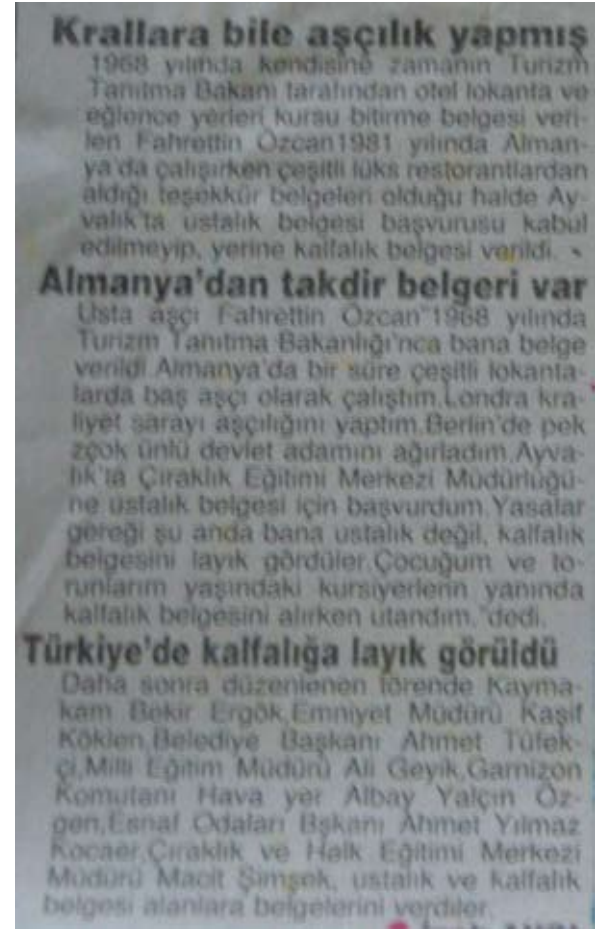 Krallara bile aşçılık yapmış
1968 yılında kendisine zamanın Turizm
Tanıtma Bakanı tarafından otel lokanta ve
eğlence yerleri kursu bitirme belgesi veri-
len Fahrettin Özcan1981 yılında Alman-
ya'da çalışırken çeşitli lüks restorantlardan
aldığı teşekkür belgeleri olduğu halde Ay-
valık'ta ustalık belgesi başvurusu kabul
edilmeyip, yerine kalfalık belgesi verildi.
Almanya'dan takdir belgeri var
Usta aşçı Fahrettin Özcan"1968 yılında
Turizm Tanıtma Bakanlığı'nca bana belge
verildi.Almanya'da bir süre çeşitli lokanta-
larda baş aşçı olarak çalıştım.Londra kra-
liyet sarayı aşçılığını yaptım.Berlin'de pek
zçok ünlü devlet adamını ağırladım.Ayva-
lık'ta Çıraklık Eğitimi Merkezi Müdürlüğü-
ne ustalık belgesi için başvurdum.Yasalar
gereği şu anda bana ustalık değil, kalfalık
belgesini layık gördüler.Çocuğum ve to-
runlarım yaşındaki kursiyerlerin yanında
kalfalık belgesini alırken utandım."dedi.
Türkiye'de kalfalığa layık görüldü
Daha sonra düzenlenen törende Kayma-
kam Bekir Ergök,Emniyet Müdürü Kaşif
Köklen,Belediye Başkanı Ahmet Tüfek-
çi,Milli Eğitim Müdürü Ali Geyik,Garnizon
Komutanı Hava yer Albay Yalçın Öz-
gen,Esnaf Odaları Bşkanı Ahmet Yılmaz
Kocaer,Çıraklık ve Halk Eğitimi Merkezi
Müdürü Macit Şimşek, ustalık ve kalfalık
belgesi alanlara belgelerini verdiler.